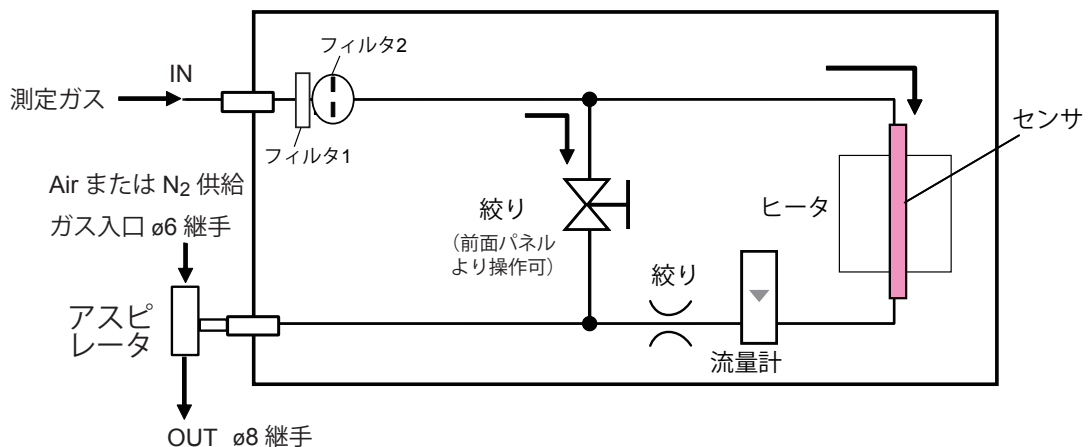 フィルタ2
IN
測定ガス
センサ
フィルタ1
Air または N2 供給
ガス入口 ø6 継手
絞り
（前面パネル
より操作可）
ヒータ
絞り
アスピ
レータ
流量計
OUT ø8 継手